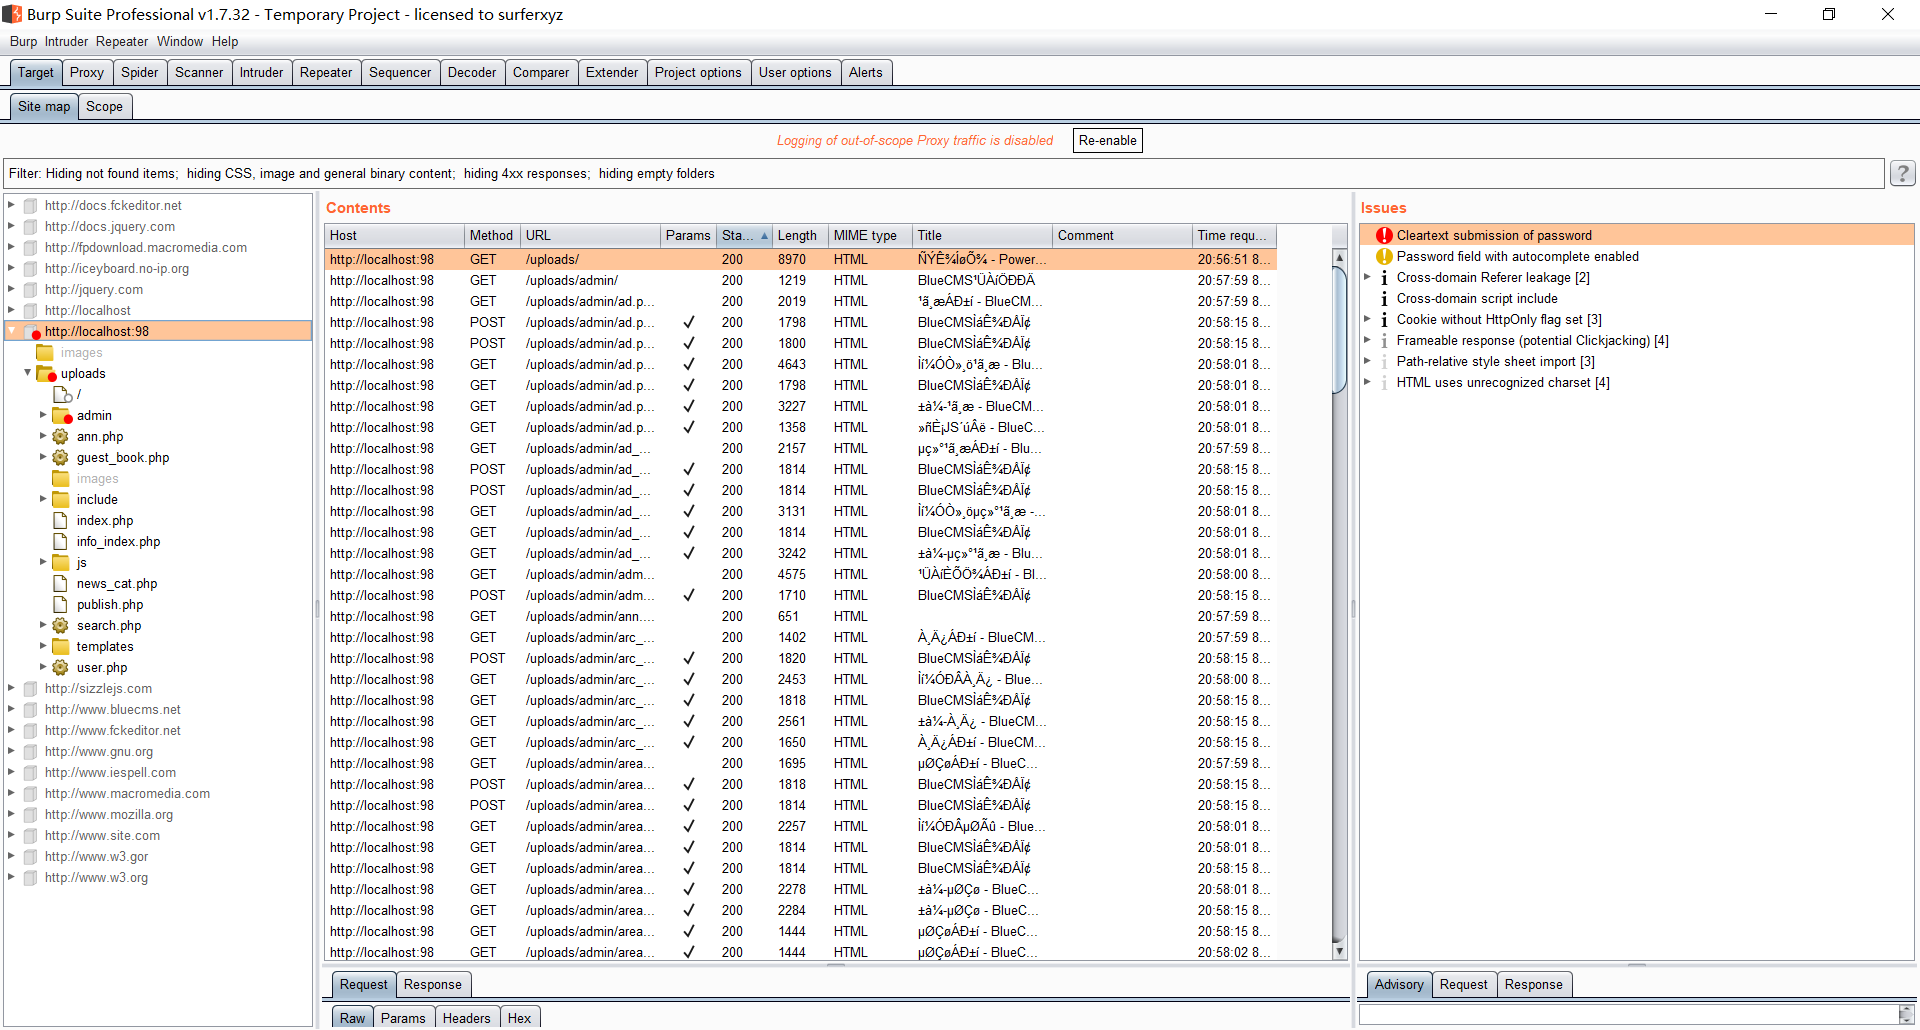 Burp Suite Professional v1.7.32 - Temporary Project - licensed to surferxyz
Burp Intruder Repeater Window Help
Target Proxy Spider Scanner Intruder Repeater Sequencer Decoder Comparer Extender Project options User options Alerts
Site map Scope
Logging of out-of-scope Proxy traffic is disabled Re-enable
Filter: Hiding not found items; hiding CSS, image and general binary content; hiding 4xx responses; hiding empty folders
?
http://docs.fckeditor.net
http://docs.jquery.com
http://fpdownload.macromedia.com
http://iceyboard.no-ip.org
http://jquery.com
http://localhost
http://localhost:98
images
uploads
/
admin
ann.php
guest_book.php
images
include
index.php
info_index.php
js
news_cat.php
publish.php
search.php
templates
user.php
http://sizzlejs.com
http://www.bluecms.net
http://www.fckeditor.net
http://www.gnu.org
http://www.iespell.com
http://www.macromedia.com
http://www.mozilla.org
http://www.site.com
http://www.w3.gor
http://www.w3.org
Contents
Host Method URL Params Sta... Length MIME type Title Comment Time requ...
http://localhost:98 GET /uploads/ 200 8970 HTML ÑÝÊ¾ÍøÕ¾ - Power... 20:56:51 8...
http://localhost:98 GET /uploads/admin/ 200 1219 HTML BlueCMS¹ÜÀíÖÐÐÄ 20:57:59 8...
http://localhost:98 GET /uploads/admin/ad.p... 200 2019 HTML ¹ã¸æÁÐ±í - BlueCM... 20:57:59 8...
http://localhost:98 POST /uploads/admin/ad.p... ✓ 200 1798 HTML BlueCMSÌáÊ¾ÐÅÏ¢ 20:58:15 8...
http://localhost:98 POST /uploads/admin/ad.p... ✓ 200 1800 HTML BlueCMSÌáÊ¾ÐÅÏ¢ 20:58:15 8...
http://localhost:98 GET /uploads/admin/ad.p... ✓ 200 4643 HTML Ìí¼ÓÒ»¸ö¹ã¸æ - Blu... 20:58:01 8...
http://localhost:98 GET /uploads/admin/ad.p... ✓ 200 1798 HTML BlueCMSÌáÊ¾ÐÅÏ¢ 20:58:01 8...
http://localhost:98 GET /uploads/admin/ad.p... ✓ 200 3227 HTML ±à¼-¹ã¸æ - BlueCM... 20:58:01 8...
http://localhost:98 GET /uploads/admin/ad.p... ✓ 200 1358 HTML »ñÈ¡JS´úÂë - BlueC... 20:58:01 8...
http://localhost:98 GET /uploads/admin/ad_... 200 2157 HTML µç»°¹ã¸æÁÐ±í - Blu... 20:57:59 8...
http://localhost:98 POST /uploads/admin/ad_... ✓ 200 1814 HTML BlueCMSÌáÊ¾ÐÅÏ¢ 20:58:15 8...
http://localhost:98 POST /uploads/admin/ad_... ✓ 200 1814 HTML BlueCMSÌáÊ¾ÐÅÏ¢ 20:58:15 8...
http://localhost:98 GET /uploads/admin/ad_... ✓ 200 3131 HTML Ìí¼ÓÒ»¸öµç»°¹ã¸æ -... 20:58:01 8...
http://localhost:98 GET /uploads/admin/ad_... ✓ 200 1814 HTML BlueCMSÌáÊ¾ÐÅÏ¢ 20:58:01 8...
http://localhost:98 GET /uploads/admin/ad_... ✓ 200 3242 HTML ±à¼-µç»°¹ã¸æ - Blu... 20:58:01 8...
http://localhost:98 GET /uploads/admin/adm... 200 4575 HTML ¹ÜÀíÈÕÖ¾ÁÐ±í - Bl... 20:58:00 8...
http://localhost:98 POST /uploads/admin/adm... ✓ 200 1710 HTML BlueCMSÌáÊ¾ÐÅÏ¢ 20:58:15 8...
http://localhost:98 GET /uploads/admin/ann.... 200 651 HTML 20:57:59 8...
http://localhost:98 GET /uploads/admin/arc_... 200 1402 HTML À¸Ä¿ÁÐ±í - BlueCM... 20:57:59 8...
http://localhost:98 POST /uploads/admin/arc_... ✓ 200 1820 HTML BlueCMSÌáÊ¾ÐÅÏ¢ 20:58:15 8...
http://localhost:98 GET /uploads/admin/arc_... ✓ 200 2453 HTML Ìí¼ÓÐÂÀ¸Ä¿ - Blue... 20:58:00 8...
http://localhost:98 GET /uploads/admin/arc_... ✓ 200 1818 HTML BlueCMSÌáÊ¾ÐÅÏ¢ 20:58:15 8...
http://localhost:98 GET /uploads/admin/arc_... ✓ 200 2561 HTML ±à¼-À¸Ä¿ - BlueCM... 20:58:15 8...
http://localhost:98 GET /uploads/admin/arc_... ✓ 200 1650 HTML À¸Ä¿ÁÐ±í - BlueCM... 20:58:15 8...
http://localhost:98 GET /uploads/admin/area... 200 1695 HTML µØÇøÁÐ±í - BlueC... 20:57:59 8...
http://localhost:98 POST /uploads/admin/area... ✓ 200 1818 HTML BlueCMSÌáÊ¾ÐÅÏ¢ 20:58:15 8...
http://localhost:98 POST /uploads/admin/area... ✓ 200 1814 HTML BlueCMSÌáÊ¾ÐÅÏ¢ 20:58:15 8...
http://localhost:98 GET /uploads/admin/area... ✓ 200 2257 HTML Ìí¼ÓÐÂµØÃû - Blue... 20:58:01 8...
http://localhost:98 GET /uploads/admin/area... ✓ 200 1814 HTML BlueCMSÌáÊ¾ÐÅÏ¢ 20:58:01 8...
http://localhost:98 GET /uploads/admin/area... ✓ 200 1814 HTML BlueCMSÌáÊ¾ÐÅÏ¢ 20:58:15 8...
http://localhost:98 GET /uploads/admin/area... ✓ 200 2278 HTML ±à¼-µØÇø - BlueC... 20:58:01 8...
http://localhost:98 GET /uploads/admin/area... ✓ 200 2284 HTML ±à¼-µØÇø - BlueC... 20:58:15 8...
http://localhost:98 GET /uploads/admin/area... ✓ 200 1444 HTML µØÇøÁÐ±í - BlueC... 20:58:15 8...
http://localhost:98 GET /uploads/admin/area... ✓ 200 1444 HTML µØÇøÁÐ±í - BlueC... 20:58:02 8...
Request Response
Raw Params Headers Hex
Issues
Cleartext submission of password
Password field with autocomplete enabled
Cross-domain Referer leakage [2]
Cross-domain script include
Cookie without HttpOnly flag set [3]
Frameable response (potential Clickjacking) [4]
Path-relative style sheet import [3]
HTML uses unrecognized charset [4]
Advisory Request Response